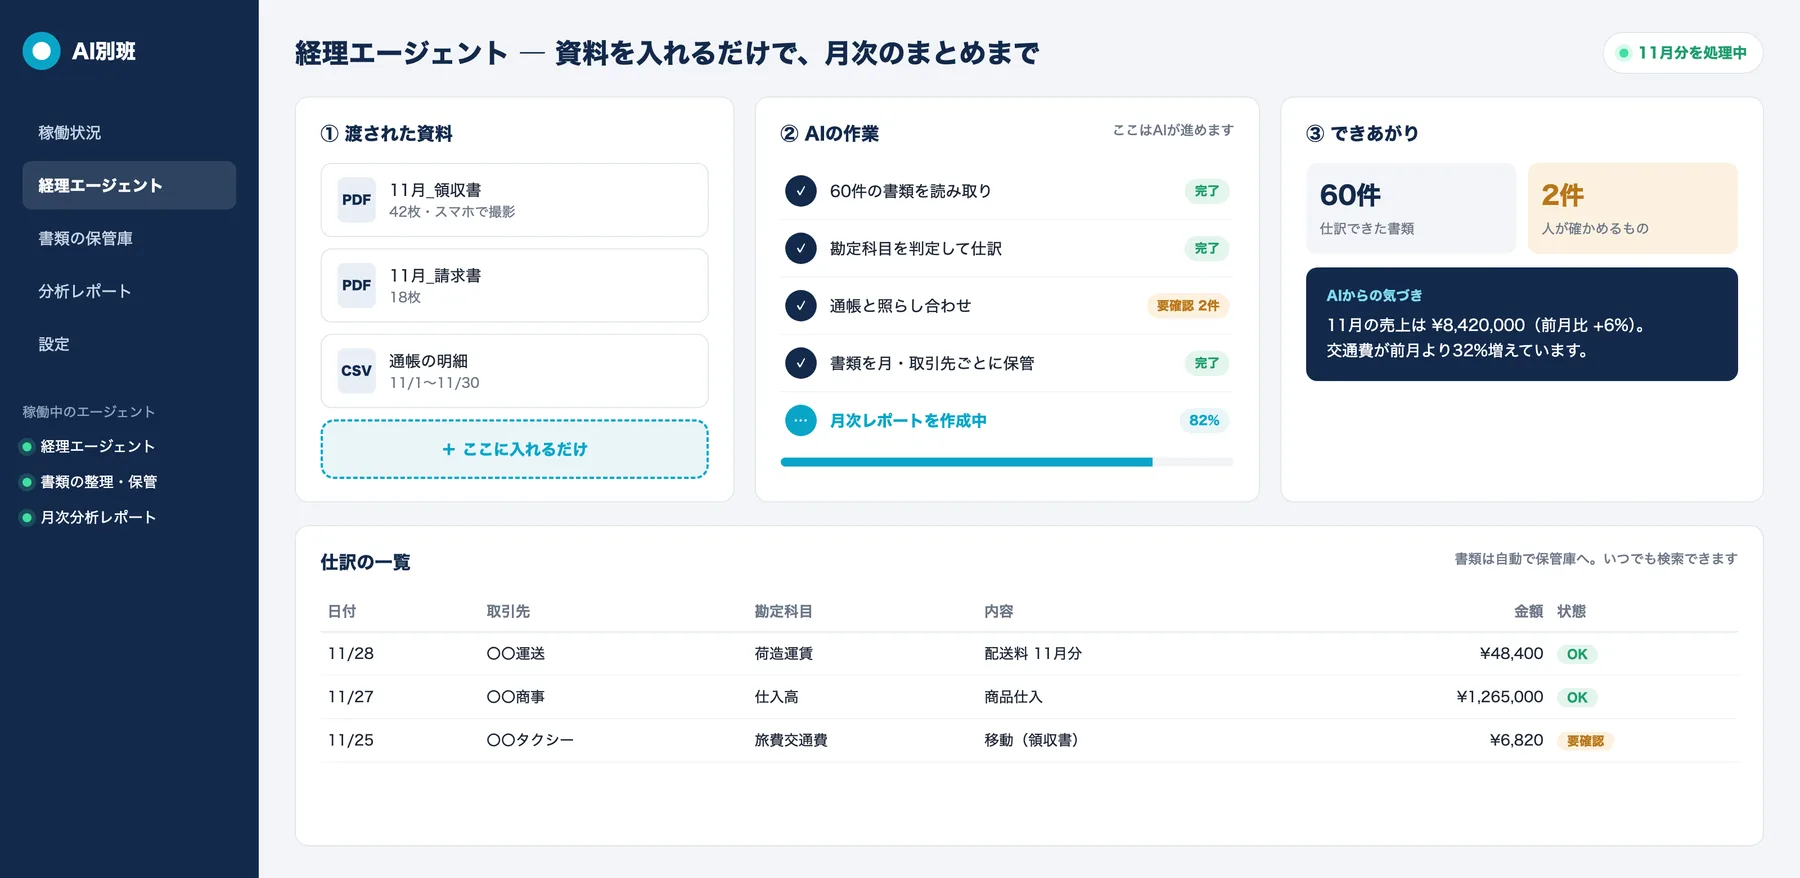 AI別班
稼働状況
経理エージェント
書類の保管庫
分析レポート
設定
稼働中のエージェント
経理エージェント
書類の整理・保管
月次分析レポート
経理エージェント — 資料を入れるだけで、月次のまとめまで
11月分を処理中
① 渡された資料
PDF
11月_領収書
42枚・スマホで撮影
PDF
11月_請求書
18枚
CSV
通帳の明細
11/1〜11/30
+ ここに入れるだけ
② AIの作業
ここはAIが進めます
✓ 60件の書類を読み取り 完了
✓ 勘定科目を判定して仕訳 完了
✓ 通帳と照らし合わせ 要確認 2件
✓ 書類を月・取引先ごとに保管 完了
… 月次レポートを作成中 82%
③ できあがり
60件
仕訳できた書類
2件
人が確かめるもの
AIからの気づき
11月の売上は ¥8,420,000（前月比 +6%）。
交通費が前月より32%増えています。
仕訳の一覧
書類は自動で保管庫へ。いつでも検索できます
日付 取引先 勘定科目 内容 金額 状態
11/28 〇〇運送 荷造運賃 配送料 11月分 ¥48,400 OK
11/27 〇〇商事 仕入高 商品仕入 ¥1,265,000 OK
11/25 〇〇タクシー 旅費交通費 移動（領収書） ¥6,820 要確認